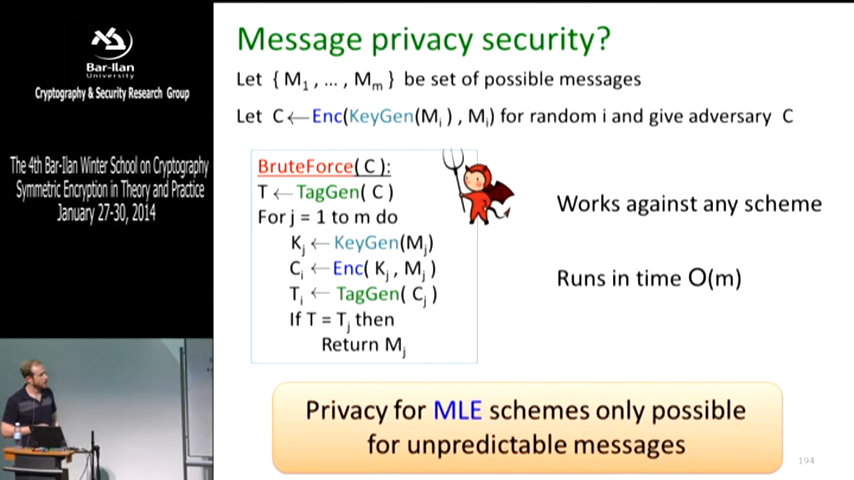 Bar-Ilan
University
Cryptography & Security Research Group
The 4th Bar-Ilan Winter School on Cryptography
Symmetric Encryption in Theory and Practice
January 27-30, 2014
Message privacy security?
Let { M1 , ... , Mm } be set of possible messages
Let C ← Enc(KeyGen(Mi) , Mi) for random i and give adversary C
BruteForce(C):
T ← TagGen( C )
For j = 1 to m do
Kj ← KeyGen(Mj)
Ci ← Enc( Kj , Mj )
Ti ← TagGen( Cj )
If T = Tj then
Return Mj
Works against any scheme
Runs in time O(m)
Privacy for MLE schemes only possible
for unpredictable messages
194